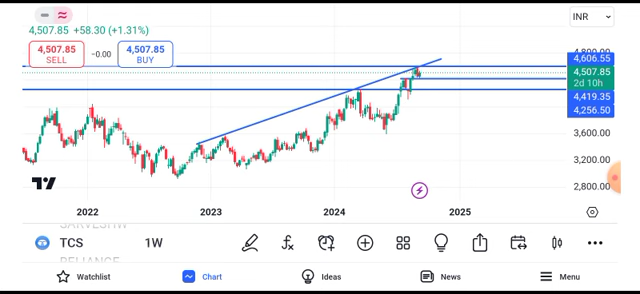 INR
4,507.85 +58.30 (+1.31%)
4,507.85
SELL
−0.00
4,507.85
BUY
4,800.00
4,606.55
4,507.85
2d 10h
4,419.35
4,256.50
3,600.00
3,200.00
2,800.00
2022 2023 2024 2025
SARVESHW
TCS 1W
RELIANCE
Watchlist Chart Ideas News Menu